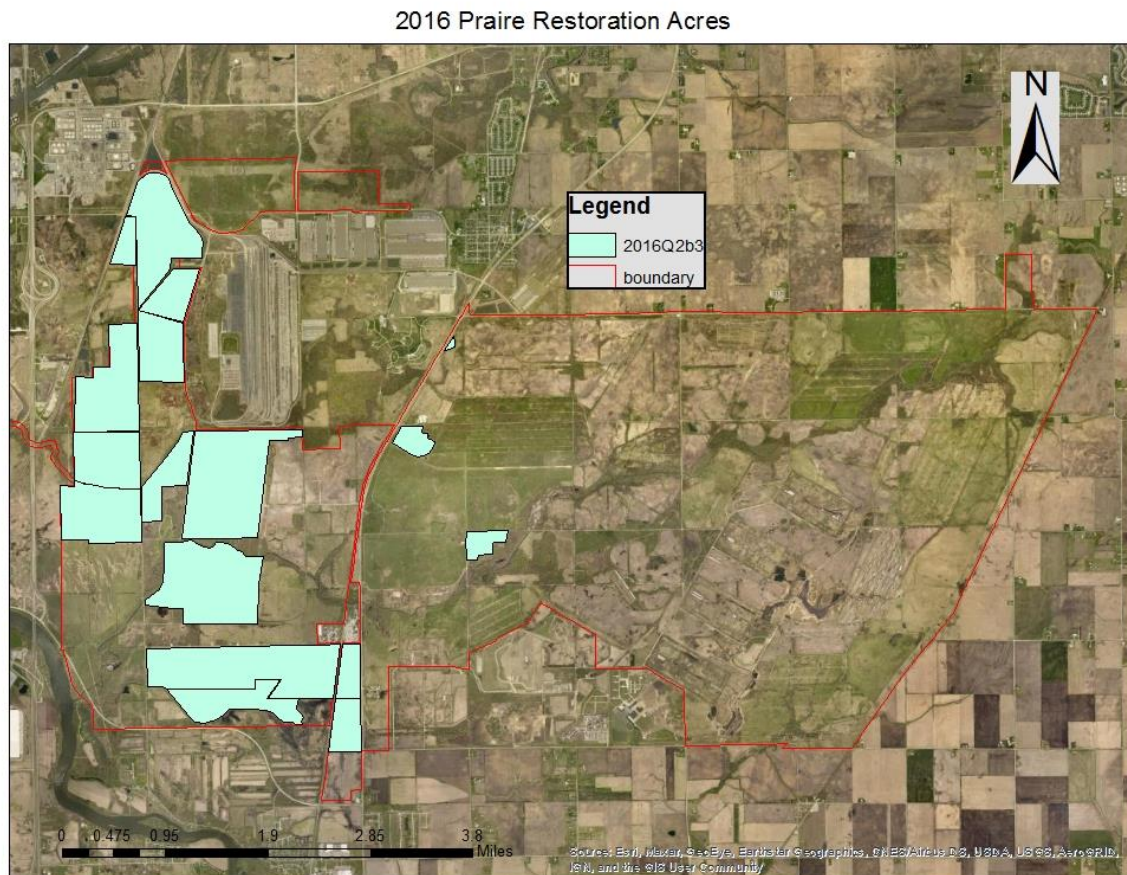 2016 Praire Restoration Acres
N
Legend
2016Q2b3
boundary
0 0.475 0.95 1.9 2.85 3.8
Miles
Source: Esri, Maxar, GeoEye, Earthstar Geographics, CNES/Airbus DS, USDA, USGS, AeroGRID,
IGN, and the GIS User Community